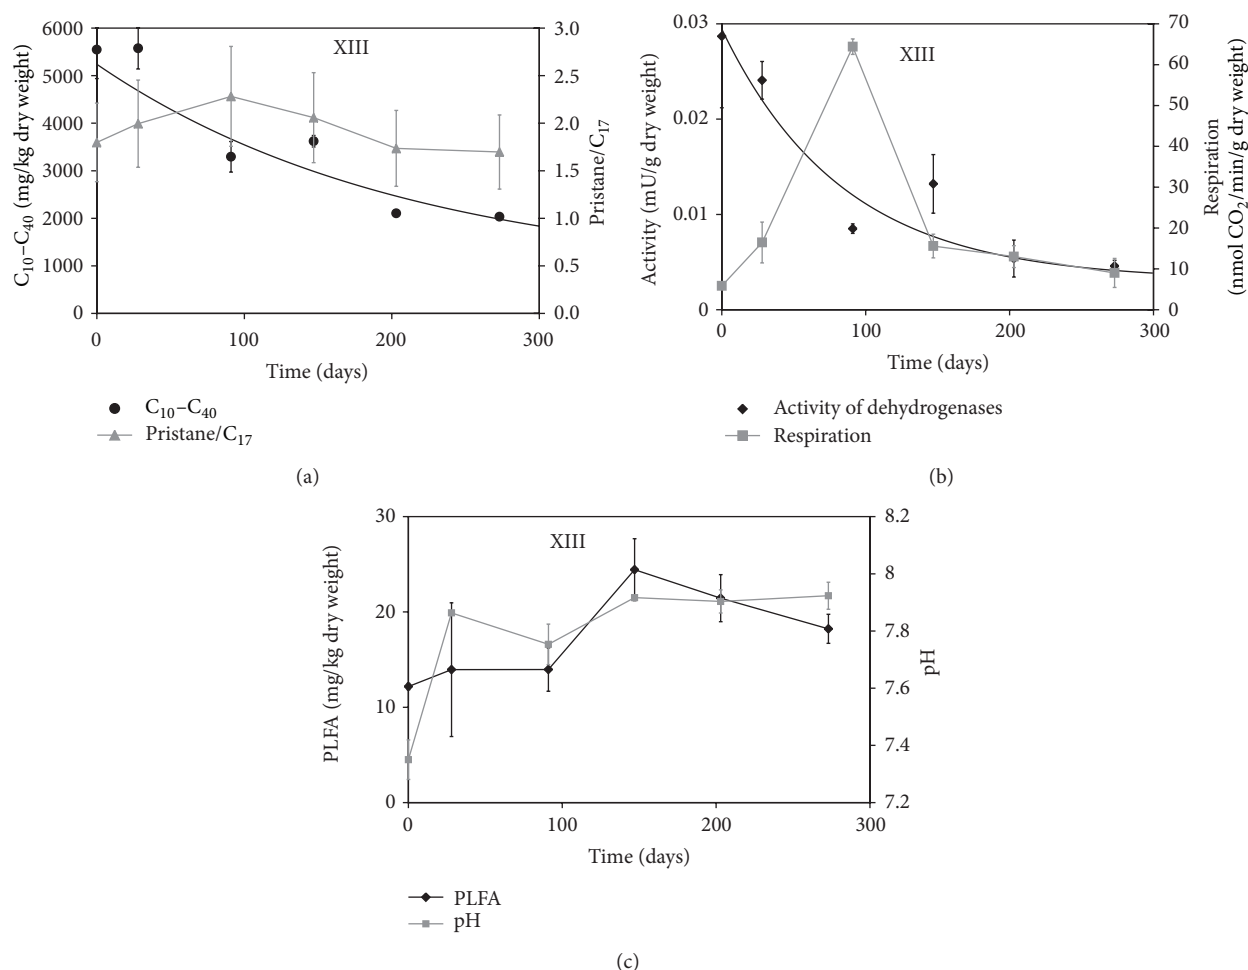 6000
5000
4000
3000
2000
1000
0
C₁₀–C₄₀ (mg/kg dry weight)
XIII
3.0
2.5
2.0
1.5
1.0
0.5
0.0
Pristane/C₁₇
0 100 200 300
Time (days)
C₁₀–C₄₀
Pristane/C₁₇
(a)
0.03
0.02
0.01
0
Activity (mU/g dry weight)
XIII
70
60
50
40
30
20
10
0
Respiration
(nmol CO₂/min/g dry weight)
0 100 200 300
Time (days)
Activity of dehydrogenases
Respiration
(b)
30
20
10
0
PLFA (mg/kg dry weight)
XIII
8.2
8
7.8
7.6
7.4
7.2
pH
0 100 200 300
Time (days)
PLFA
pH
(c)